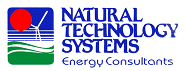 NATURAL
TECHNOLOGY
SYSTEMS
Energy Consultants